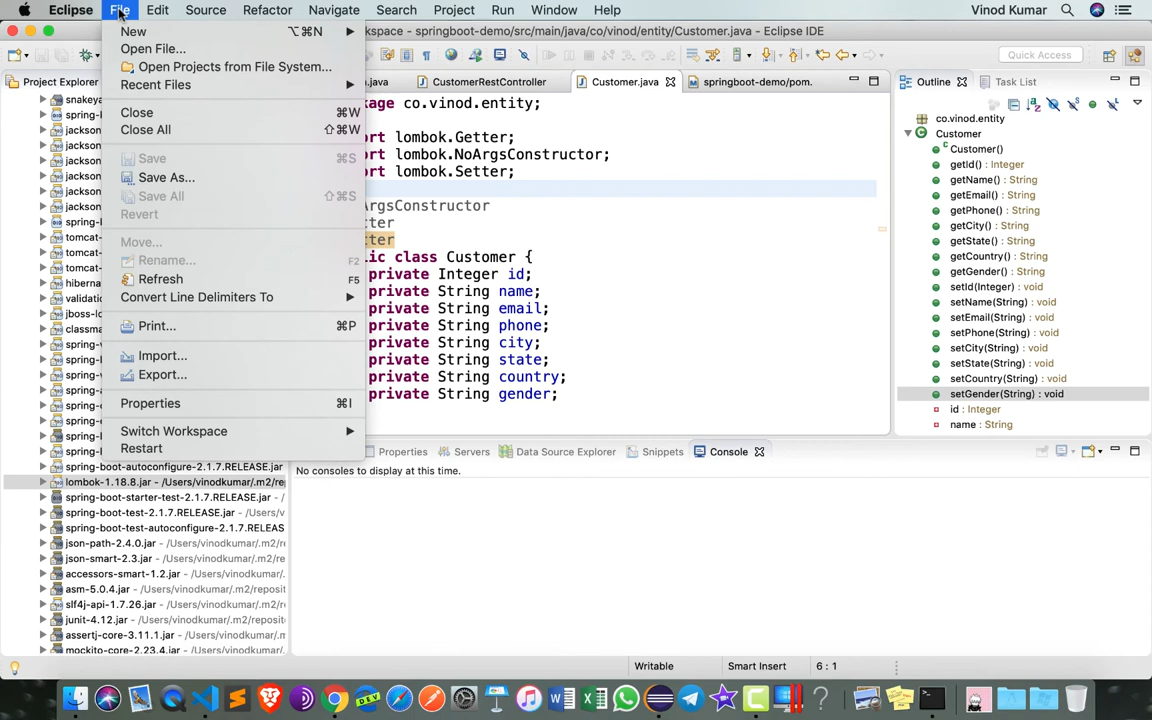 Eclipse File Edit Source Refactor Navigate Search Project Run Window Help Vinod Kumar
space - springboot-demo/src/main/java/co/vinod/entity/Customer.java - Eclipse IDE
Quick Access
Project Explorer
.java CustomerRestController Customer.java springboot-demo/pom.
Outline Task List
New ⌥⌘N
Open File...
Open Projects from File System...
Recent Files
Close ⌘W
Close All ⇧⌘W
Save ⌘S
Save As...
Save All ⇧⌘S
Revert
Move...
Rename... F2
Refresh F5
Convert Line Delimiters To
Print... ⌘P
Import...
Export...
Properties ⌘I
Switch Workspace
Restart
snakeya
spring-
jackson
jackson
jackson
jackson
jackson
jackson
spring-b
tomcat-
tomcat-
tomcat-
hiberna
validati
jboss-lo
classma
spring-v
spring-v
spring-v
spring-a
spring-c
spring-e
spring-b
spring-b
spring-boot-autoconfigure-2.1.7.RELEASE.jar
lombok-1.18.8.jar - /Users/vinodkumar/.m2/re
spring-boot-starter-test-2.1.7.RELEASE.jar - /
spring-boot-test-2.1.7.RELEASE.jar - /Users/v
spring-boot-test-autoconfigure-2.1.7.RELEAS
json-path-2.4.0.jar - /Users/vinodkumar/.m2/
json-smart-2.3.jar - /Users/vinodkumar/.m2/re
accessors-smart-1.2.jar - /Users/vinodkumar/.
asm-5.0.4.jar - /Users/vinodkumar/.m2/reposit
slf4j-api-1.7.26.jar - /Users/vinodkumar/.m2/r
junit-4.12.jar - /Users/vinodkumar/.m2/reposit
assertj-core-3.11.1.jar - /Users/vinodkumar/.m
mockito-core-2.23.4.jar - /Users/vinodkumar/
kage co.vinod.entity;
rt lombok.Getter;
rt lombok.NoArgsConstructor;
rt lombok.Setter;
ArgsConstructor
ter
ter
ic class Customer {
private Integer id;
private String name;
private String email;
private String phone;
private String city;
private String state;
private String country;
private String gender;
co.vinod.entity
Customer
Customer()
getId() : Integer
getName() : String
getEmail() : String
getPhone() : String
getCity() : String
getState() : String
getCountry() : String
getGender() : String
setId(Integer) : void
setName(String) : void
setEmail(String) : void
setPhone(String) : void
setCity(String) : void
setState(String) : void
setCountry(String) : void
setGender(String) : void
id : Integer
name : String
Properties Servers Data Source Explorer Snippets Console
No consoles to display at this time.
Writable Smart Insert 6 : 1
DEV